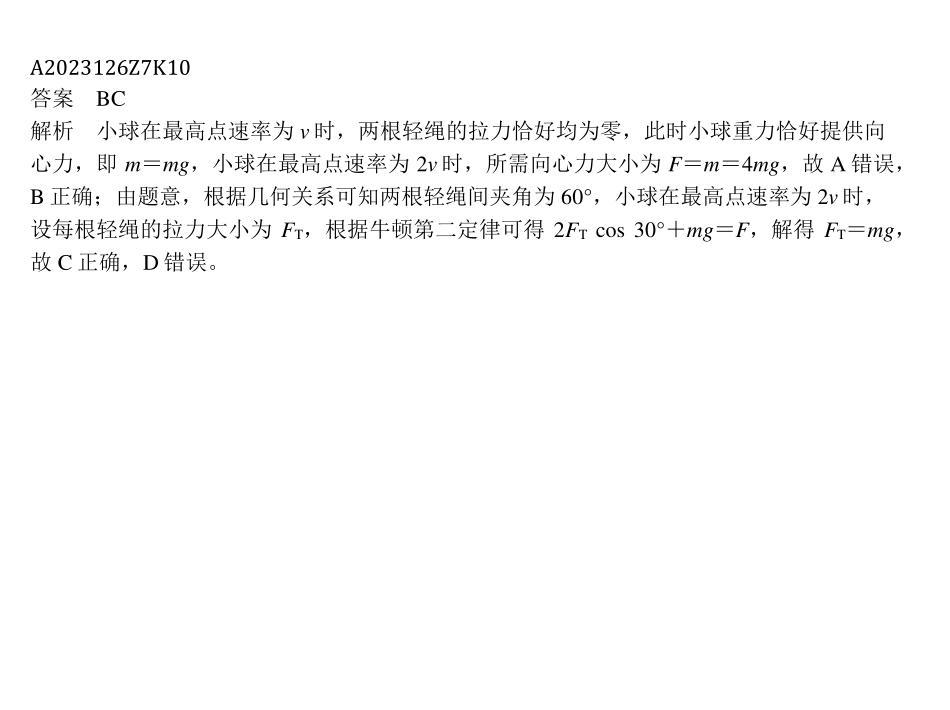 A2023126Z7K10
答案　BC
解析　小球在最高点速率为 v 时，两根轻绳的拉力恰好均为零，此时小球重力恰好提供向
心力，即 m＝mg，小球在最高点速率为 2v 时，所需向心力大小为 F＝m＝4mg，故 A 错误，
B 正确；由题意，根据几何关系可知两根轻绳间夹角为 60°，小球在最高点速率为 2v 时，
设每根轻绳的拉力大小为 FT，根据牛顿第二定律可得 2FT cos 30°＋mg＝F，解得 FT＝mg，
故 C 正确，D 错误。